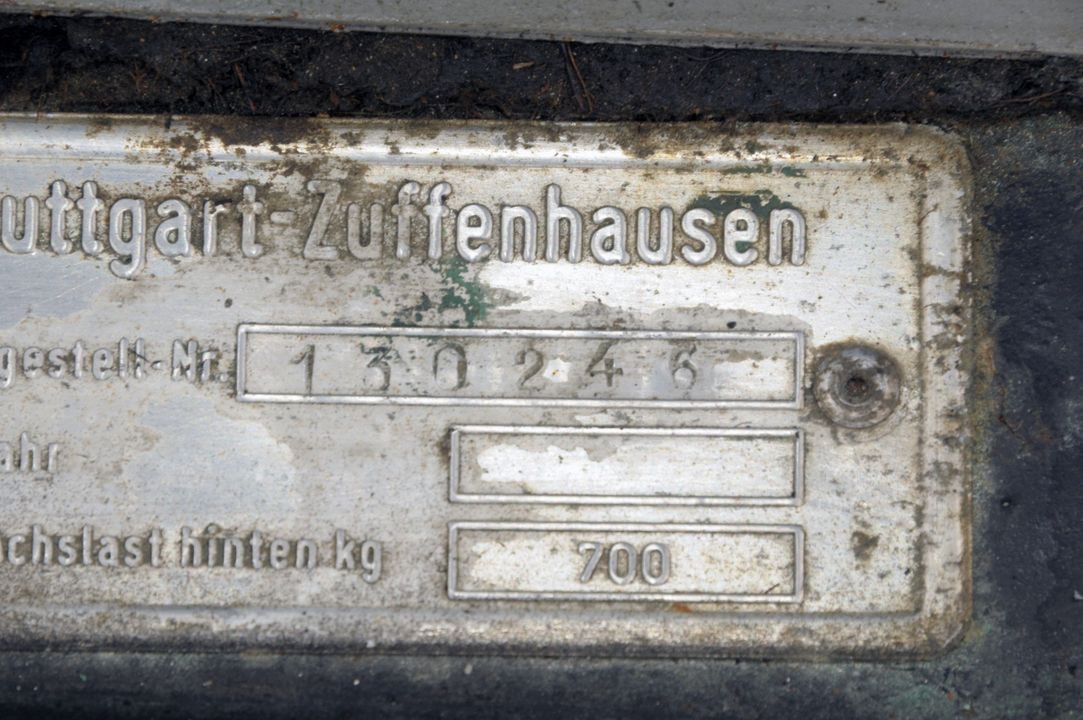 uttgart-Zuffenhausen
gestell-Nr. 130246
ahr
chslast hinten kg 700